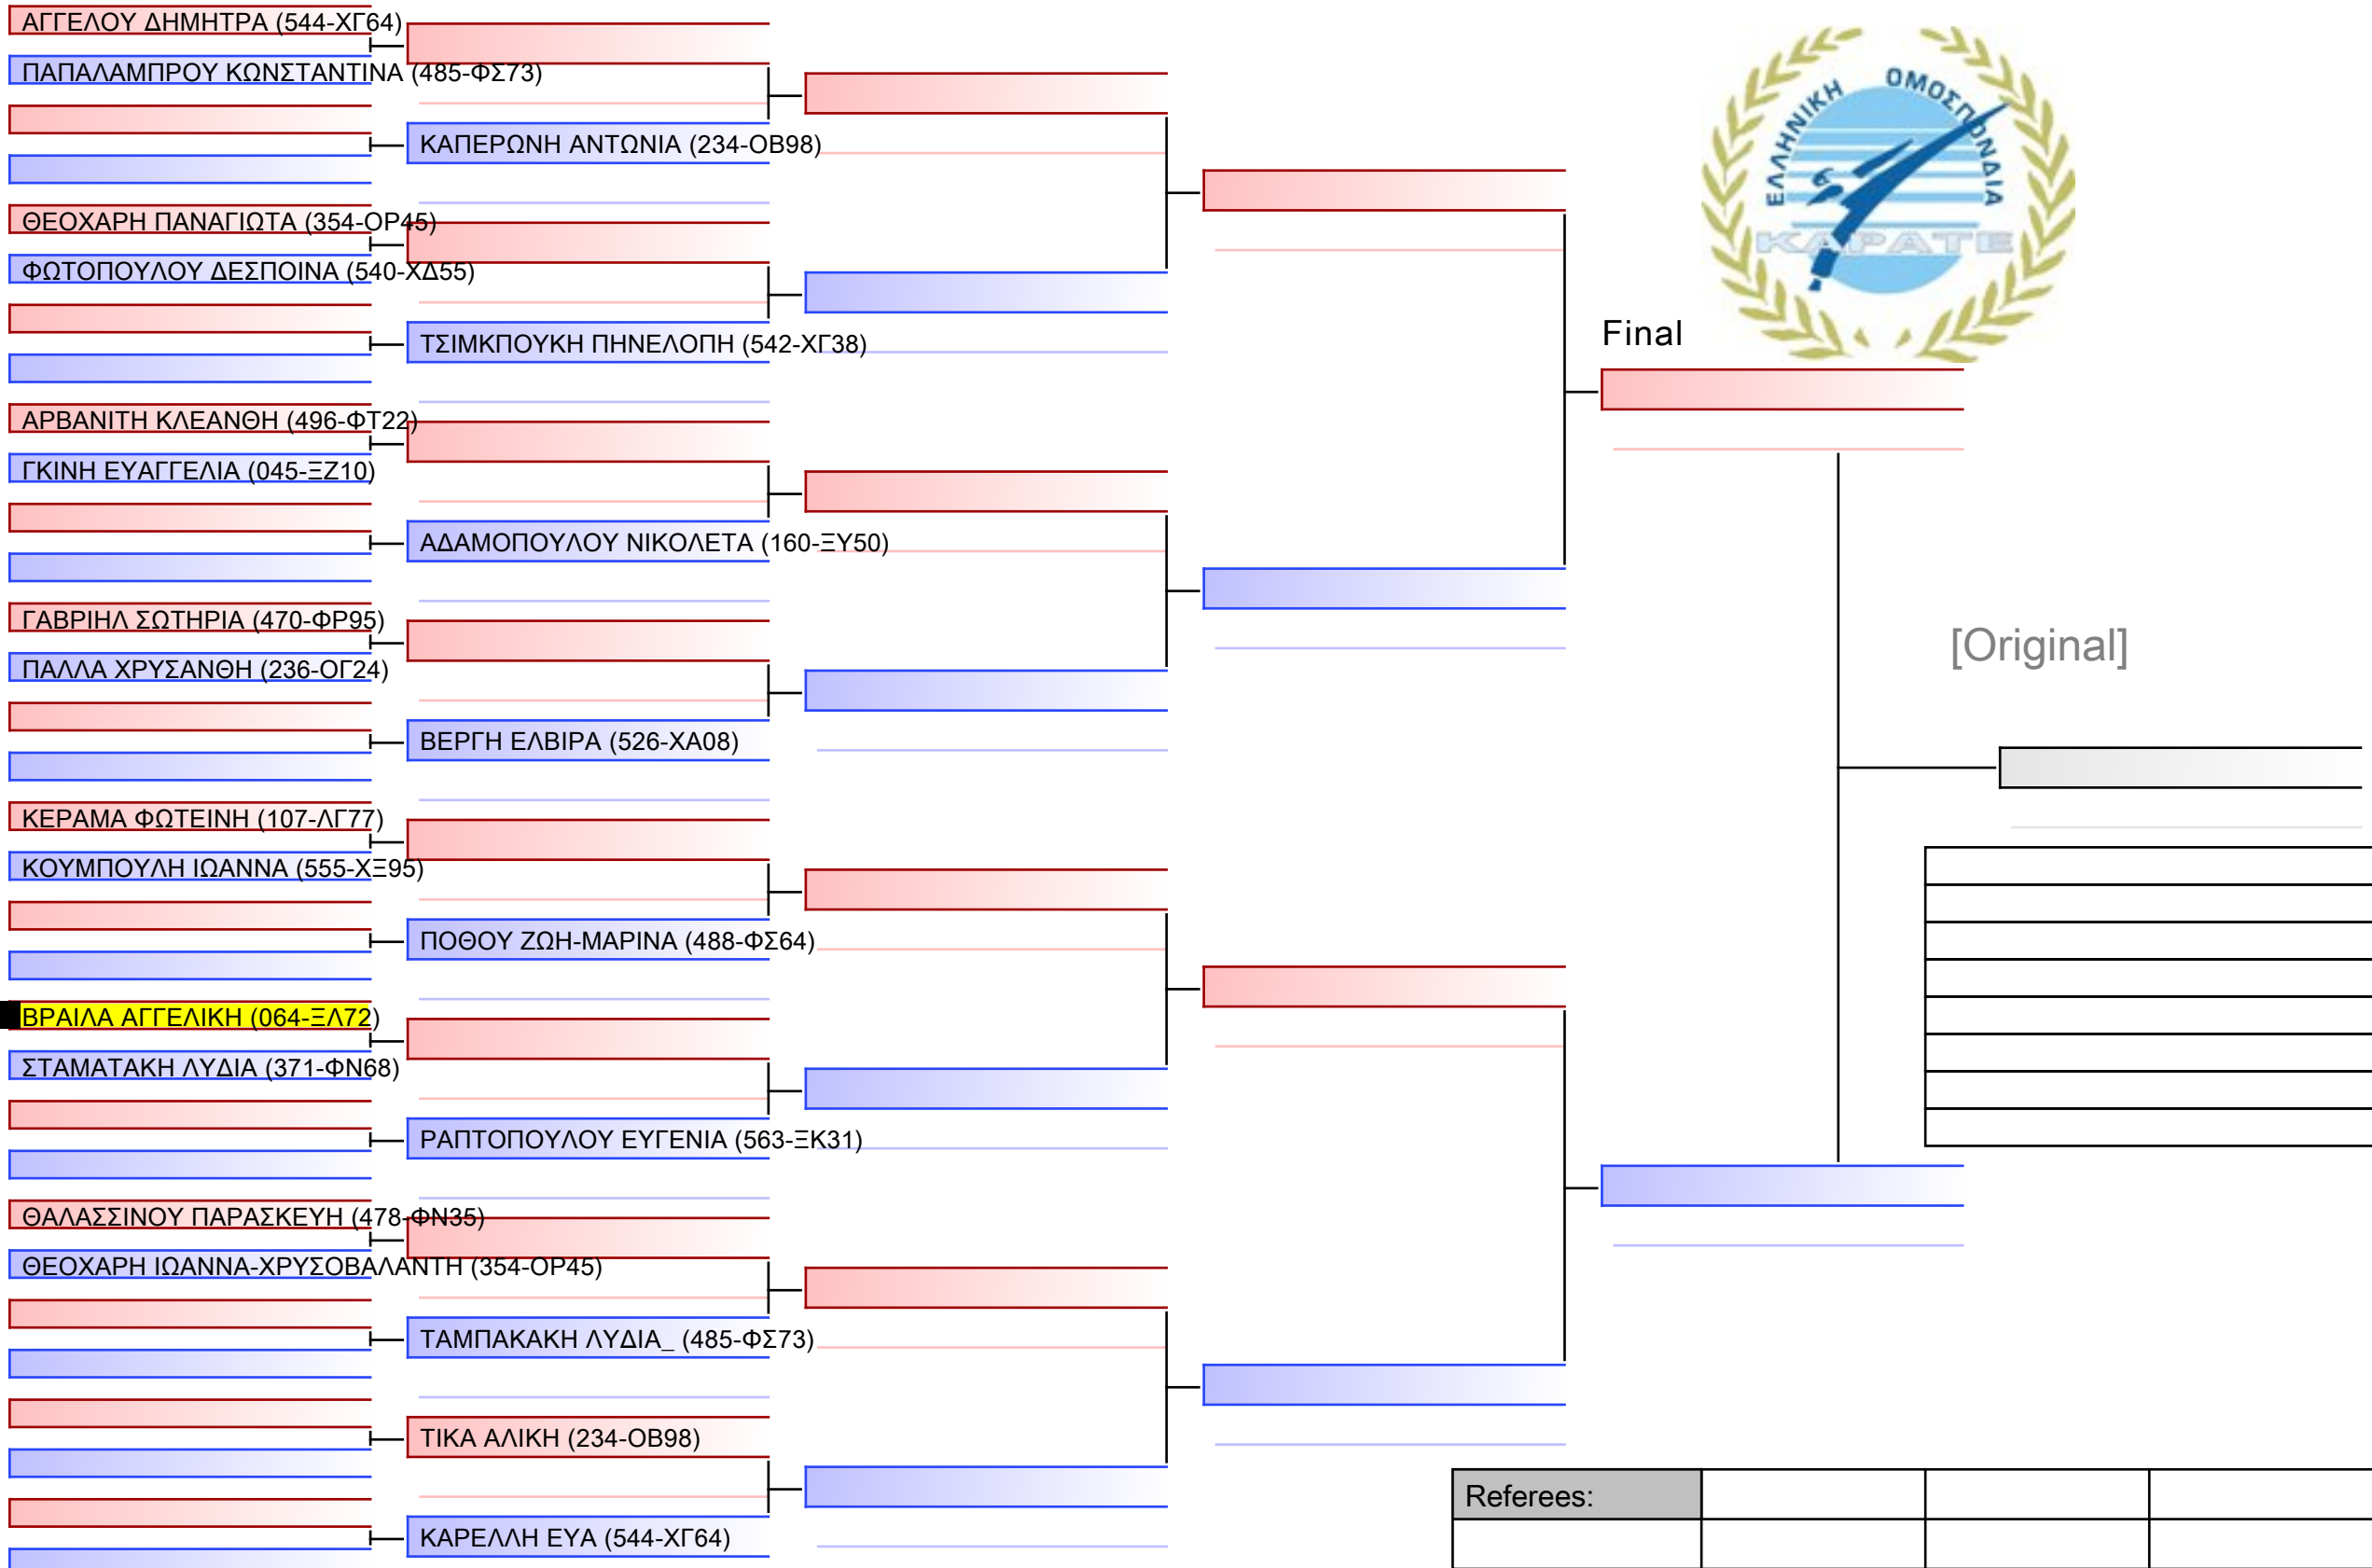 ΑΓΓΕΛΟΥ ΔΗΜΗΤΡΑ (544-ΧΓ64)
ΠΑΠΑΛΑΜΠΡΟΥ ΚΩΝΣΤΑΝΤΙΝΑ (485-ΦΣ73)
ΚΑΠΕΡΩΝΗ ΑΝΤΩΝΙΑ (234-ΟΒ98)
ΘΕΟΧΑΡΗ ΠΑΝΑΓΙΩΤΑ (354-ΟΡ45)
ΦΩΤΟΠΟΥΛΟΥ ΔΕΣΠΟΙΝΑ (540-ΧΔ55)
ΤΣΙΜΚΠΟΥΚΗ ΠΗΝΕΛΟΠΗ (542-ΧΓ38)
ΑΡΒΑΝΙΤΗ ΚΛΕΑΝΘΗ (496-ΦΤ22)
ΓΚΙΝΗ ΕΥΑΓΓΕΛΙΑ (045-ΞΖ10)
ΑΔΑΜΟΠΟΥΛΟΥ ΝΙΚΟΛΕΤΑ (160-ΞΥ50)
ΓΑΒΡΙΗΛ ΣΩΤΗΡΙΑ (470-ΦΡ95)
ΠΑΛΛΑ ΧΡΥΣΑΝΘΗ (236-ΟΓ24)
ΒΕΡΓΗ ΕΛΒΙΡΑ (526-ΧΑ08)
ΚΕΡΑΜΑ ΦΩΤΕΙΝΗ (107-ΛΓ77)
ΚΟΥΜΠΟΥΛΗ ΙΩΑΝΝΑ (555-ΧΞ95)
ΠΟΘΟΥ ΖΩΗ-ΜΑΡΙΝΑ (488-ΦΣ64)
ΒΡΑΙΛΑ ΑΓΓΕΛΙΚΗ (064-ΞΛ72)
ΣΤΑΜΑΤΑΚΗ ΛΥΔΙΑ (371-ΦΝ68)
ΡΑΠΤΟΠΟΥΛΟΥ ΕΥΓΕΝΙΑ (563-ΞΚ31)
ΘΑΛΑΣΣΙΝΟΥ ΠΑΡΑΣΚΕΥΗ (478-ΦΝ35)
ΘΕΟΧΑΡΗ ΙΩΑΝΝΑ-ΧΡΥΣΟΒΑΛΑΝΤΗ (354-ΟΡ45)
ΤΑΜΠΑΚΑΚΗ ΛΥΔΙΑ_ (485-ΦΣ73)
ΤΙΚΑ ΑΛΙΚΗ (234-ΟΒ98)
ΚΑΡΕΛΛΗ ΕΥΑ (544-ΧΓ64)
ΕΛΛΗΝΙΚΗ ΟΜΟΣΠΟΝΔΙΑ
ΚΑΡΑΤΕ
Final
[Original]
Referees: